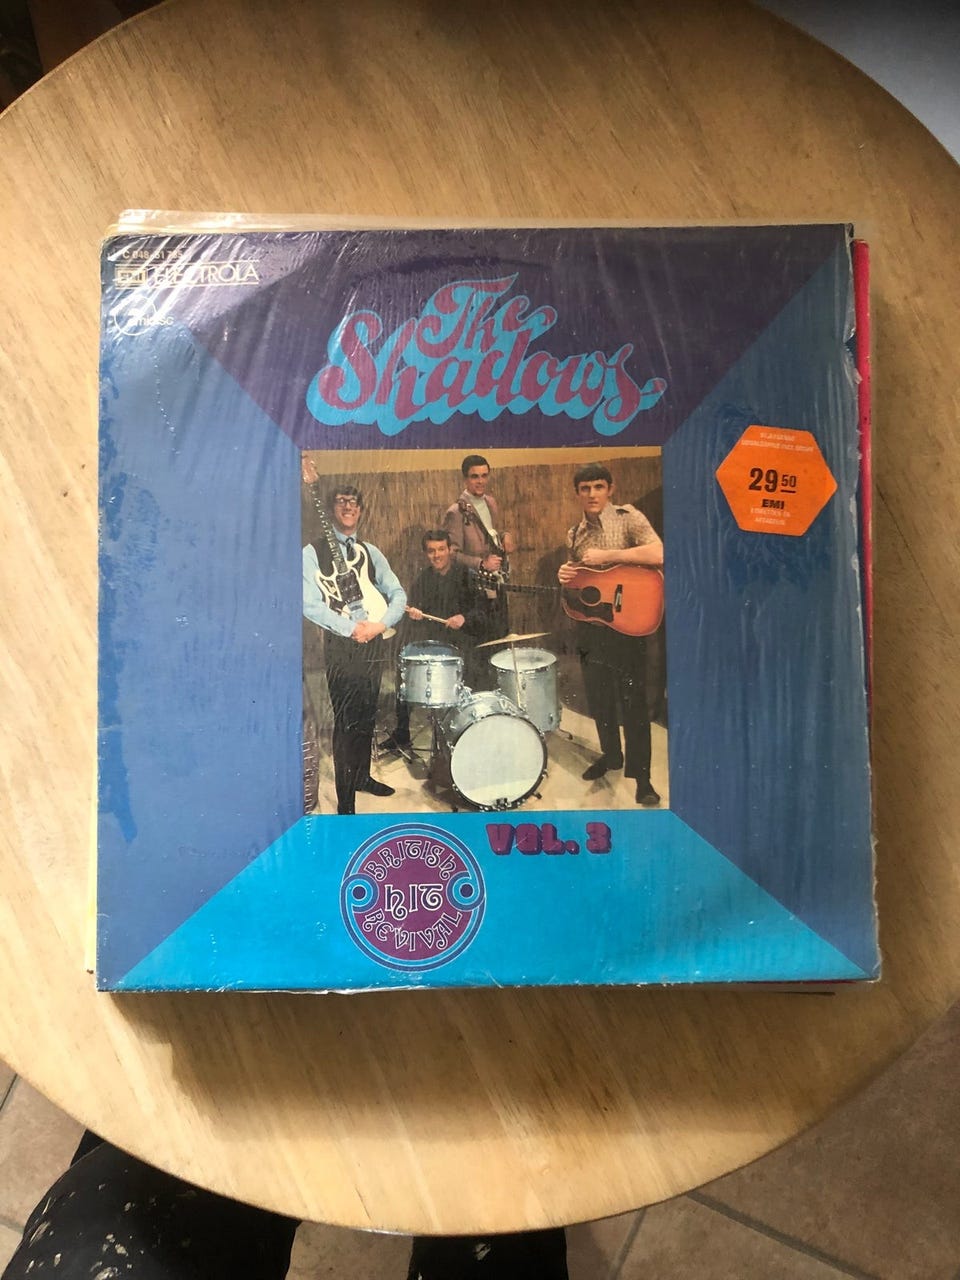 EMI ELECTROLA
The
Shadows
29 50
EMI
VOL. 3
BRITISH
HIT
REVIVAL